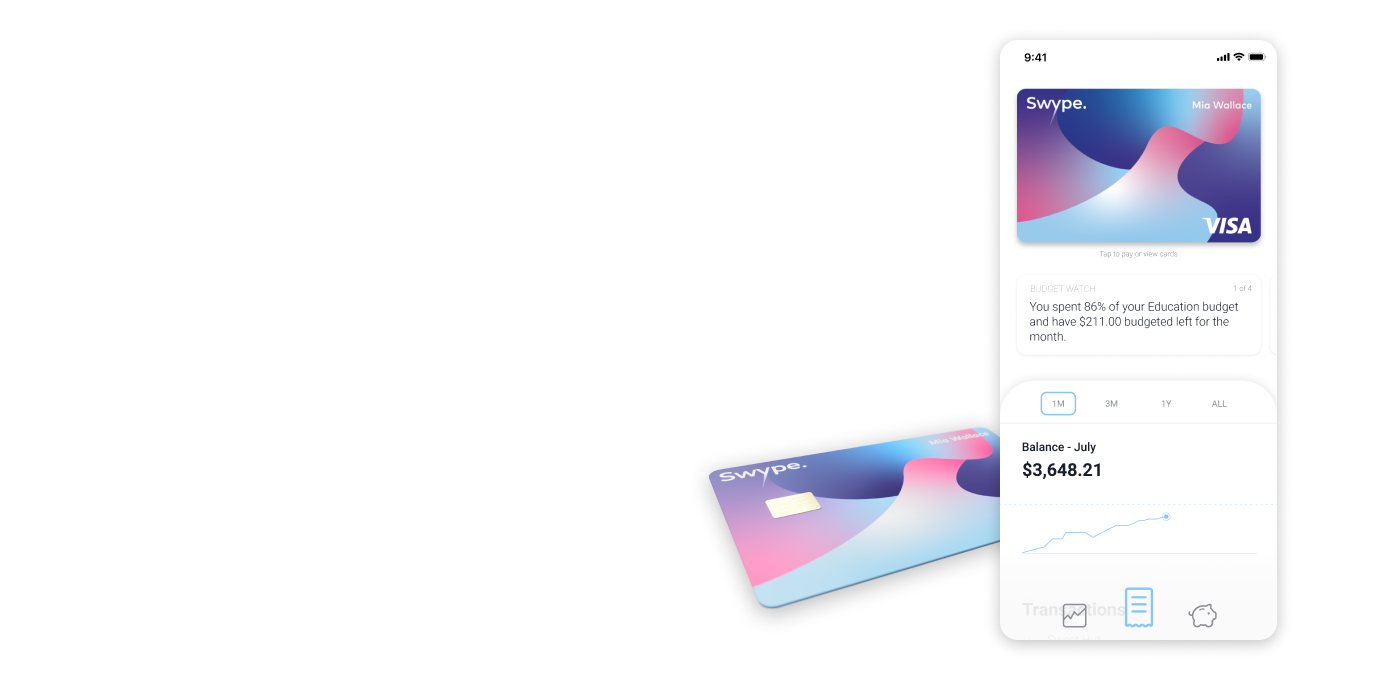 9:41
Swype.
Mia Wallace
VISA
Tap to pay or view cards
BUDGET WATCH
1 of 4
You spent 86% of your Education budget
and have $211.00 budgeted left for the
month.
1M
3M
1Y
ALL
Balance - July
$3,648.21
Transactions
Swype.
Mia Wallace